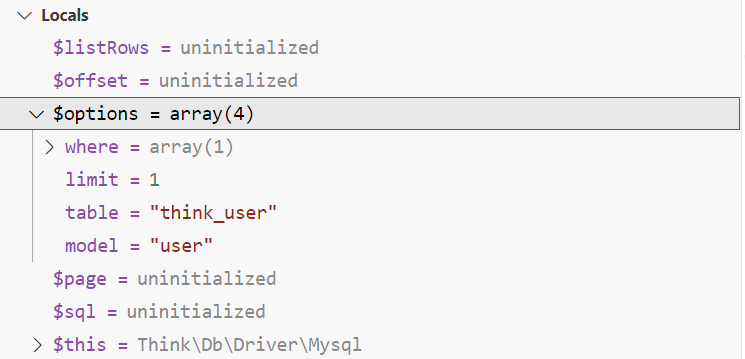 Locals
$listRows = uninitialized
$offset = uninitialized
$options = array(4)
where = array(1)
limit = 1
table = "think_user"
model = "user"
$page = uninitialized
$sql = uninitialized
$this = Think\Db\Driver\Mysql